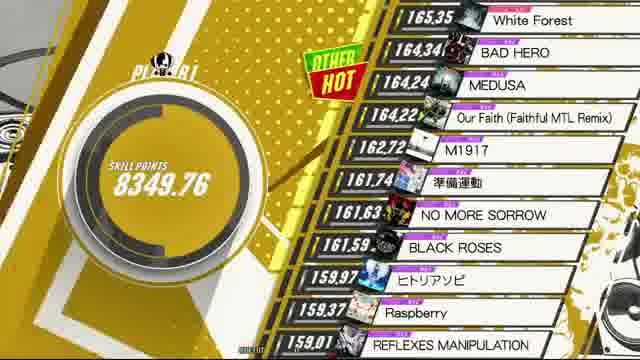 PLAYER1
SKILL POINTS
8349.76
OTHER
HOT
165,35 White Forest
164,34 BAD HERO
164,24 MEDUSA
164,22 Our Faith (Faithful MTL Remix)
162,72 M1917
161,74 準備運動
161,63 NO MORE SORROW
161,59 BLACK ROSES
159,97 ヒトリアソビ
159,37 Raspberry
159,01 REFLEXES MANIPULATION